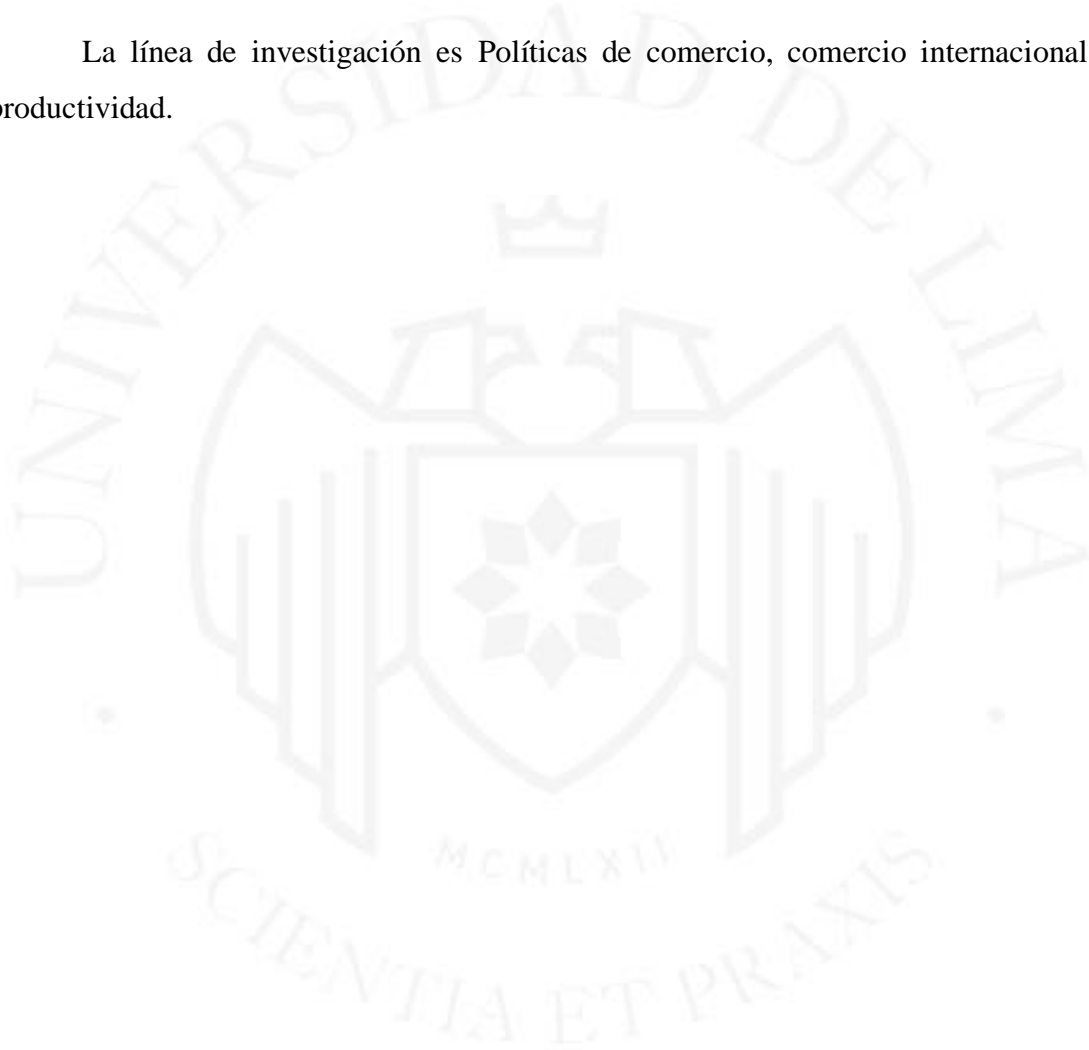 La línea de investigación es Políticas de comercio, comercio internacional
productividad.
UNIVERSIDAD DE LIMA
MCMLXII
SCIENTIA ET PRAXIS